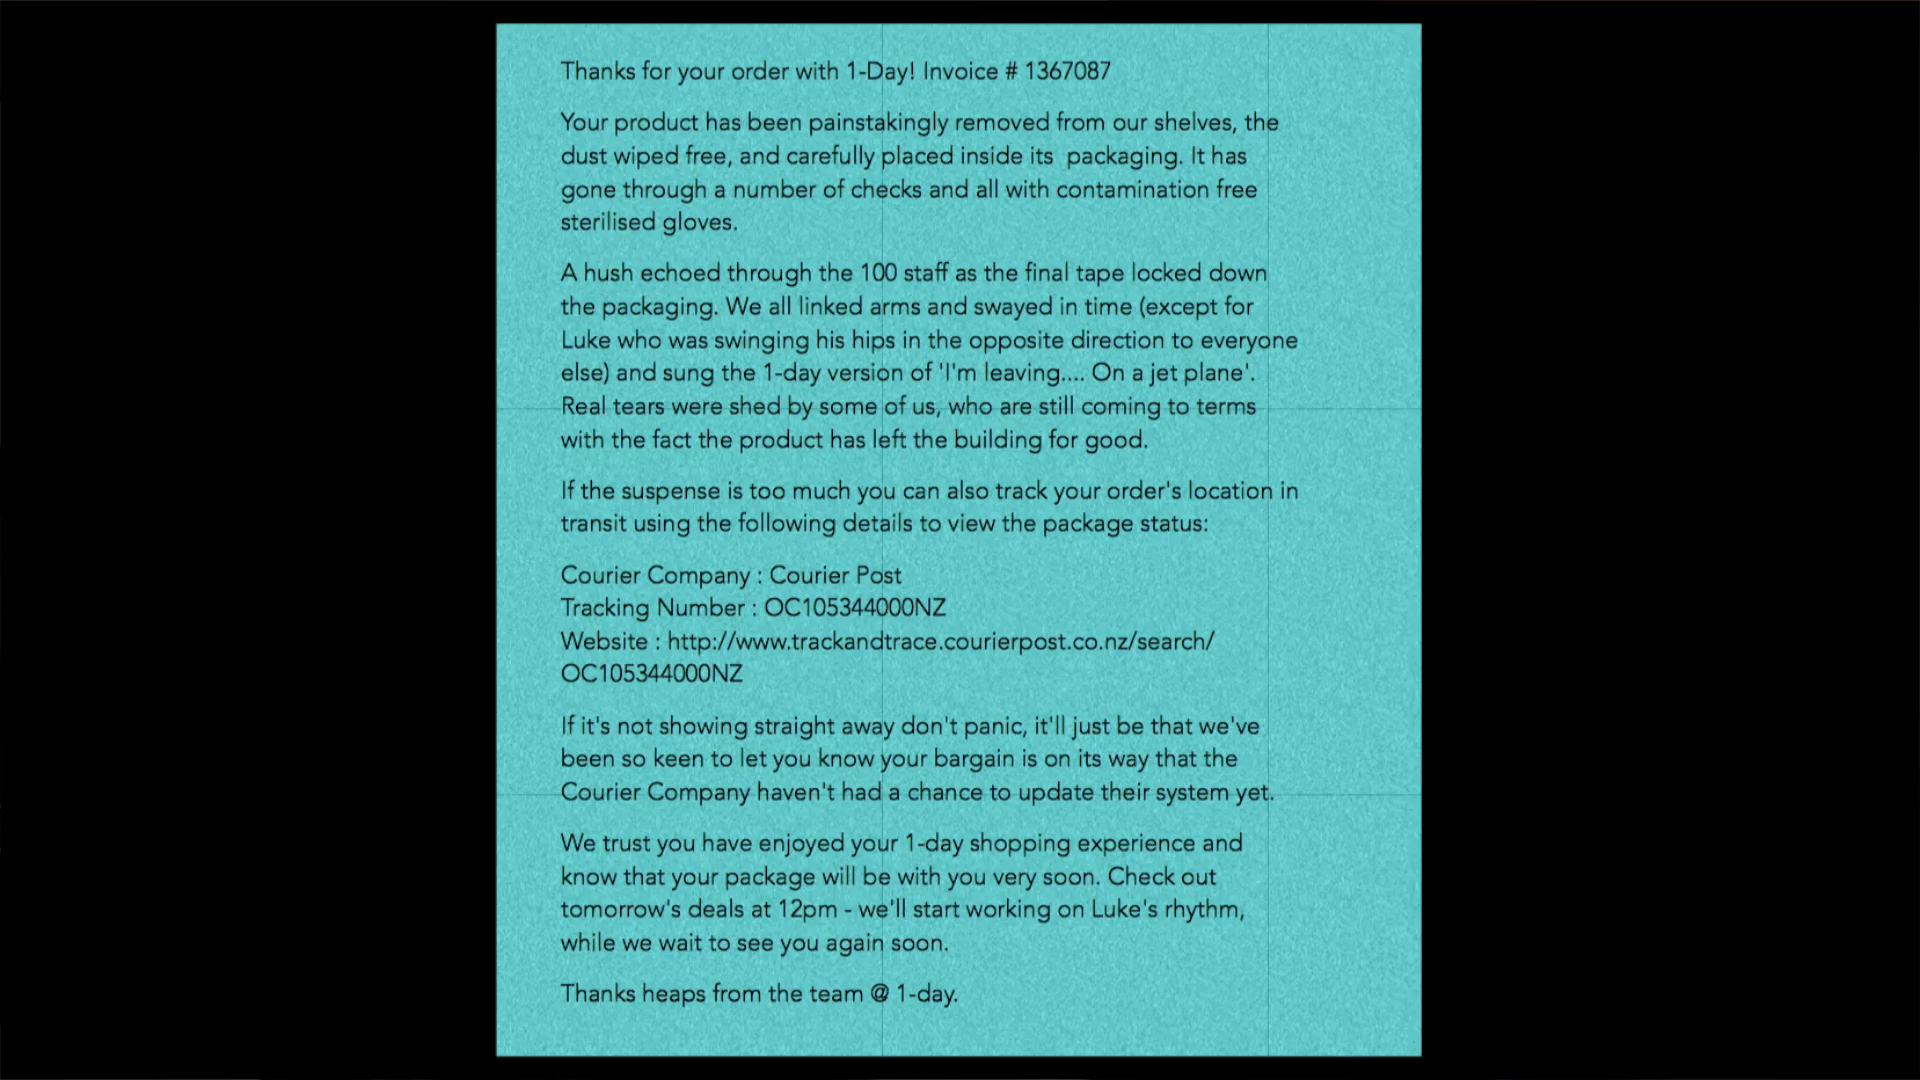 Thanks for your order with 1-Day! Invoice # 1367087
Your product has been painstakingly removed from our shelves, the
dust wiped free, and carefully placed inside its  packaging. It has
gone through a number of checks and all with contamination free
sterilised gloves.
A hush echoed through the 100 staff as the final tape locked down
the packaging. We all linked arms and swayed in time (except for
Luke who was swinging his hips in the opposite direction to everyone
else) and sung the 1-day version of 'I'm leaving.... On a jet plane'.
Real tears were shed by some of us, who are still coming to terms
with the fact the product has left the building for good.
If the suspense is too much you can also track your order's location in
transit using the following details to view the package status:
Courier Company : Courier Post
Tracking Number : OC105344000NZ
Website : http://www.trackandtrace.courierpost.co.nz/search/
OC105344000NZ
If it's not showing straight away don't panic, it'll just be that we've
been so keen to let you know your bargain is on its way that the
Courier Company haven't had a chance to update their system yet.
We trust you have enjoyed your 1-day shopping experience and
know that your package will be with you very soon. Check out
tomorrow's deals at 12pm - we'll start working on Luke's rhythm,
while we wait to see you again soon.
Thanks heaps from the team @ 1-day.